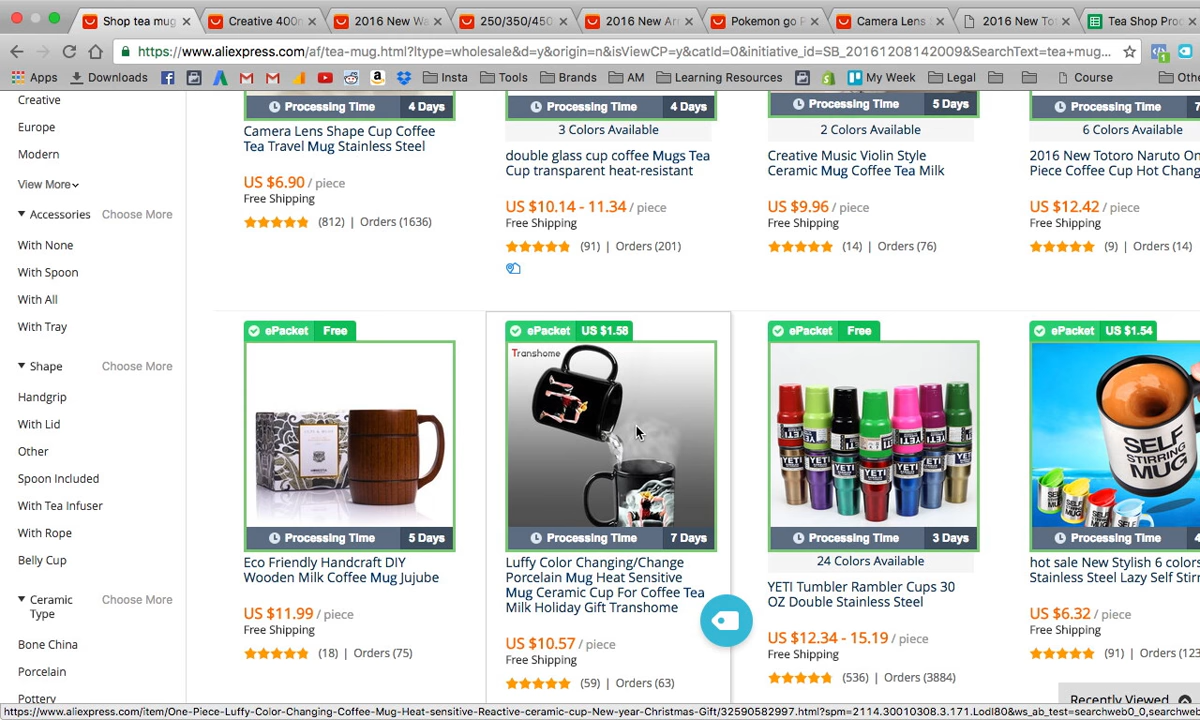 Shop tea mug
Creative 400m
2016 New Wa
250/350/450
2016 New Arr
Pokemon go P
Camera Lens
2016 New Tot
Tea Shop Prod
https://www.aliexpress.com/af/tea-mug.html?ltype=wholesale&d=y&origin=n&isViewCP=y&catId=0&initiative_id=SB_20161208142009&SearchText=tea+mug...
Apps
Downloads
Insta
Tools
Brands
AM
Learning Resources
My Week
Legal
Course
Creative
Europe
Modern
View More
Accessories Choose More
With None
With Spoon
With All
With Tray
Shape Choose More
Handgrip
With Lid
Other
Spoon Included
With Tea Infuser
With Rope
Belly Cup
Ceramic Choose More
Type
Bone China
Porcelain
Pottery
Processing Time 4 Days
Camera Lens Shape Cup Coffee
Tea Travel Mug Stainless Steel
US $6.90 / piece
Free Shipping
(812) | Orders (1636)
Processing Time 4 Days
3 Colors Available
double glass cup coffee Mugs Tea
Cup transparent heat-resistant
US $10.14 - 11.34 / piece
Free Shipping
(91) | Orders (201)
Processing Time 5 Days
2 Colors Available
Creative Music Violin Style
Ceramic Mug Coffee Tea Milk
US $9.96 / piece
Free Shipping
(14) | Orders (76)
Processing Time 7
6 Colors Available
2016 New Totoro Naruto On
Piece Coffee Cup Hot Chang
US $12.42 / piece
Free Shipping
(9) | Orders (14)
ePacket Free
Processing Time 5 Days
Eco Friendly Handcraft DIY
Wooden Milk Coffee Mug Jujube
US $11.99 / piece
Free Shipping
(18) | Orders (75)
ePacket US $1.58
Transhome
Processing Time 7 Days
Luffy Color Changing/Change
Porcelain Mug Heat Sensitive
Mug Ceramic Cup For Coffee Tea
Milk Holiday Gift Transhome
US $10.57 / piece
Free Shipping
(59) | Orders (63)
ePacket Free
YETI
YETI
YETI
YETI
Processing Time 3 Days
24 Colors Available
YETI Tumbler Rambler Cups 30
OZ Double Stainless Steel
US $12.34 - 15.19 / piece
Free Shipping
(536) | Orders (3884)
ePacket US $1.54
SELF
STIRRING
MUG
Processing Time 4
hot sale New Stylish 6 colors
Stainless Steel Lazy Self Stirr
US $6.32 / piece
Free Shipping
(91) | Orders (123
Recently Viewed
https://www.aliexpress.com/item/One-Piece-Luffy-Color-Changing-Coffee-Mug-Heat-sensitive-Reactive-ceramic-cup-New-year-Christmas-Gift/32590582997.html?spm=2114.30010308.3.171.Lodl80&ws_ab_test=searchweb0_0,searchweb